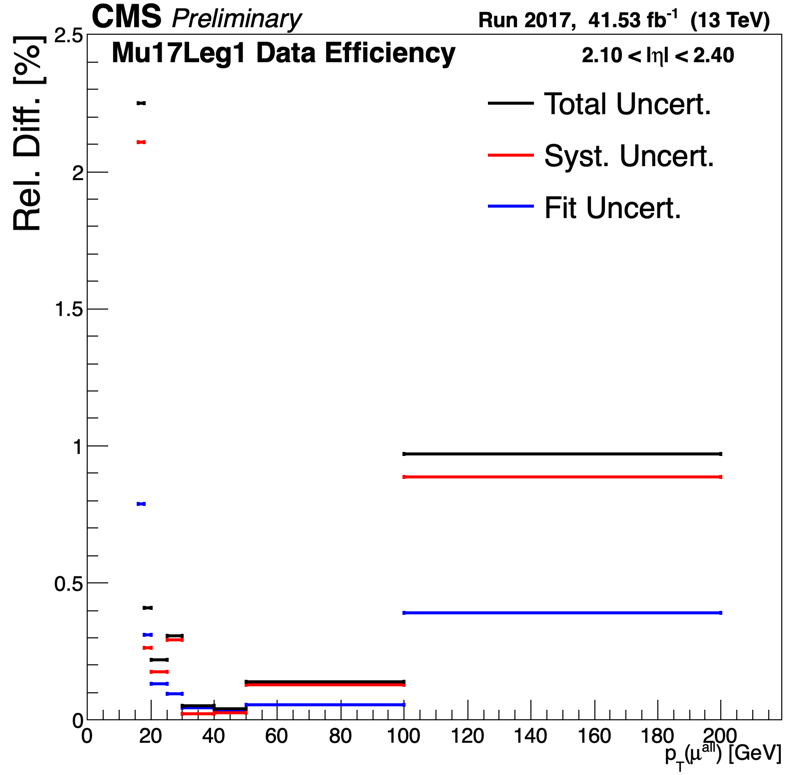 CMS Preliminary
Run 2017, 41.53 fb⁻¹ (13 TeV)
Mu17Leg1 Data Efficiency
2.10 < |η| < 2.40
Total Uncert.
Syst. Uncert.
Fit Uncert.
Rel. Diff. [%]
2.5
2
1.5
1
0.5
0
0 20 40 60 80 100 120 140 160 180 200
p_T(μ^all) [GeV]